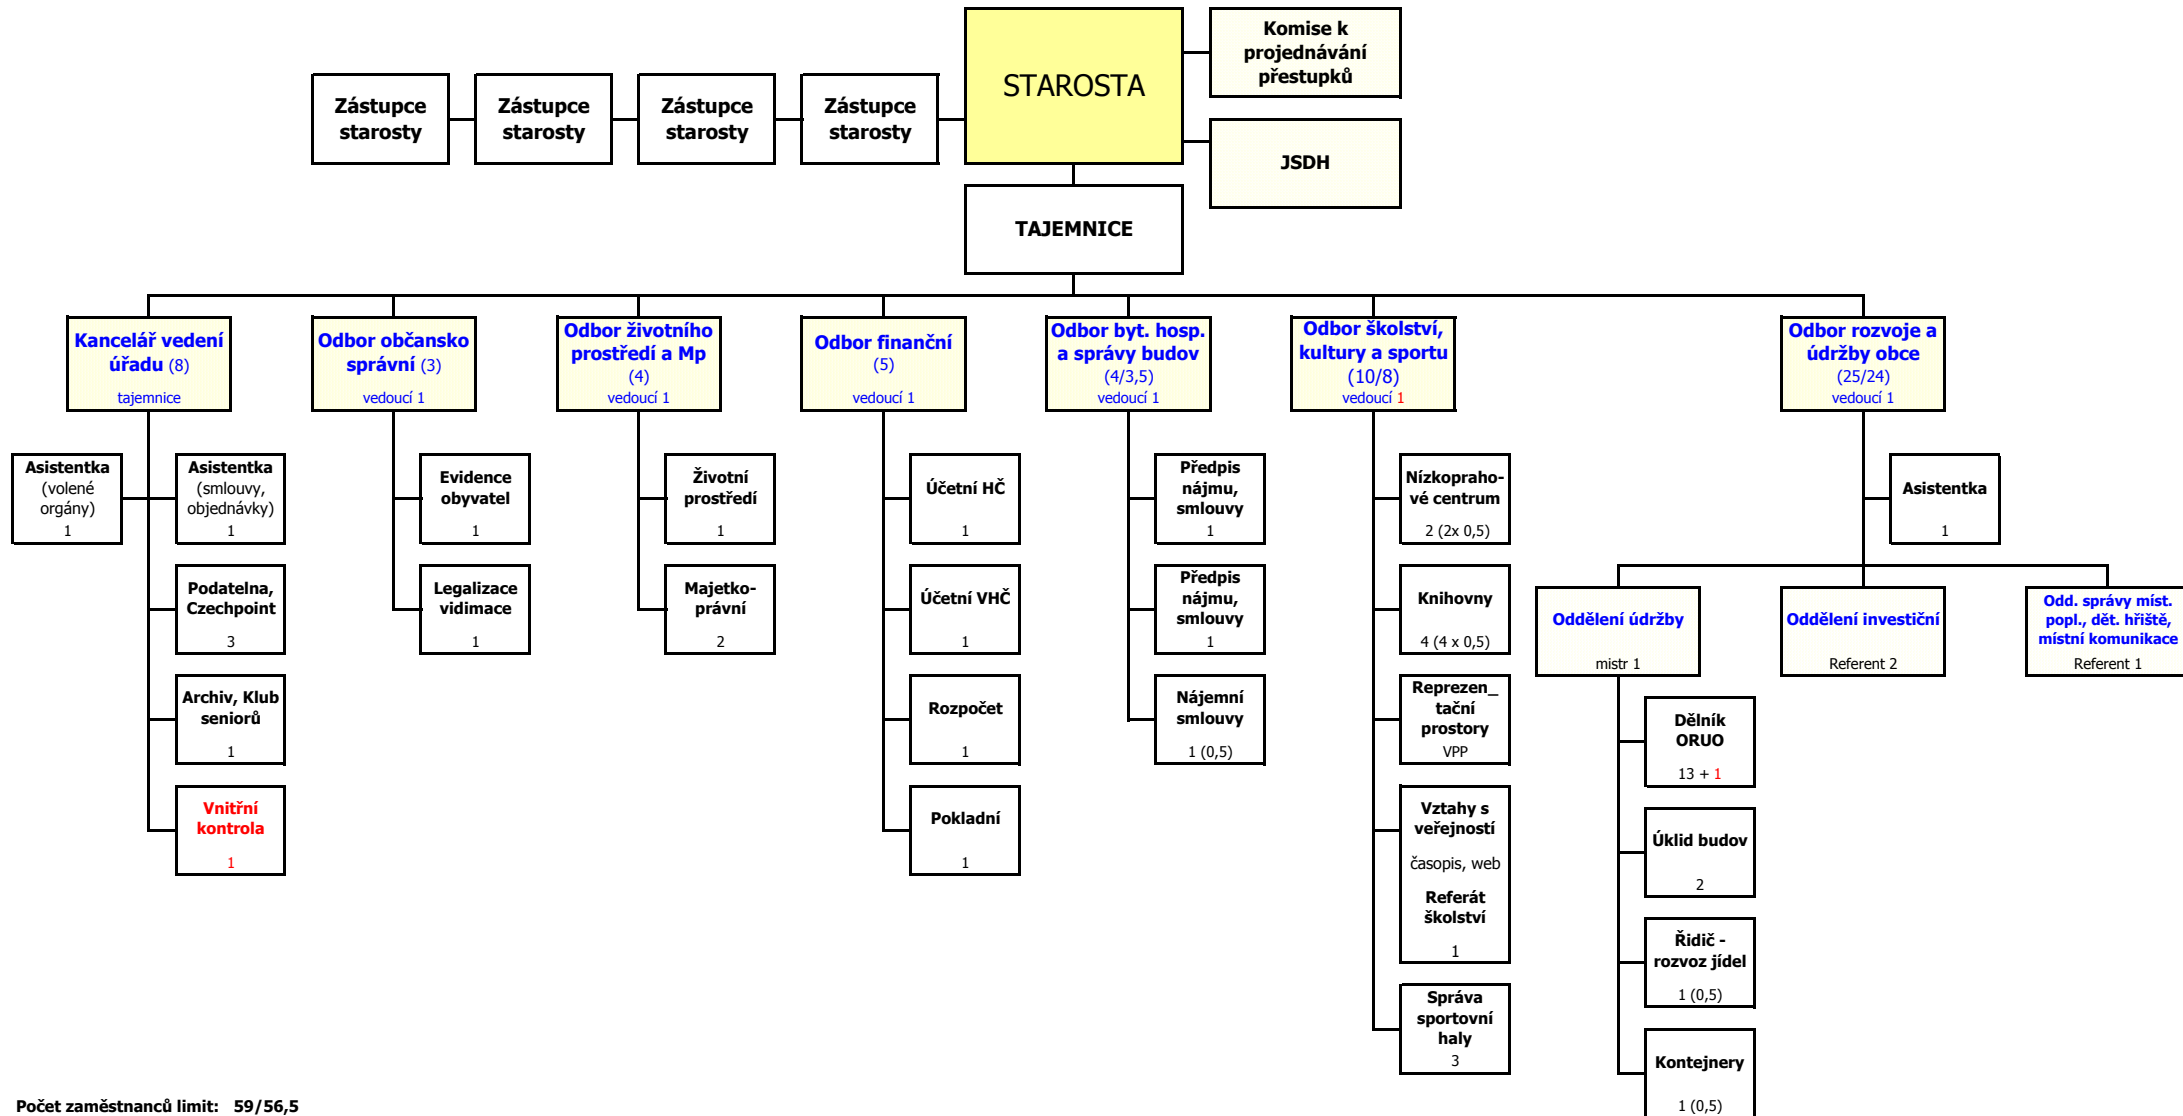 Komise k
projednávání
přestupků
STAROSTA
Zástupce
starosty
Zástupce
starosty
Zástupce
starosty
Zástupce
starosty
JSDH
TAJEMNICE
Kancelář vedení
úřadu (8)
tajemnice
Odbor občansko
správní (3)
vedoucí 1
Odbor životního
prostředí a Mp
(4)
vedoucí 1
Odbor finanční
(5)
vedoucí 1
Odbor byt. hosp.
a správy budov
(4/3,5)
vedoucí 1
Odbor školství,
kultury a sportu
(10/8)
vedoucí 1
Odbor rozvoje a
údržby obce
(25/24)
vedoucí 1
Asistentka
(volené
orgány)
1
Asistentka
(smlouvy,
objednávky)
1
Podatelna,
Czechpoint
3
Archiv, Klub
seniorů
1
Vnitřní
kontrola
1
Evidence
obyvatel
1
Legalizace
vidimace
1
Životní
prostředí
1
Majetko-
právní
2
Účetní HČ
1
Účetní VHČ
1
Rozpočet
1
Pokladní
1
Předpis
nájmu,
smlouvy
1
Předpis
nájmu,
smlouvy
1
Nájemní
smlouvy
1 (0,5)
Nízkopraho-
vé centrum
2 (2x 0,5)
Knihovny
4 (4 x 0,5)
Reprezen_
tační
prostory
VPP
Vztahy s
veřejností
časopis, web
Referát
školství
1
Správa
sportovní
haly
3
Asistentka
1
Oddělení údržby
mistr 1
Oddělení investiční
Referent 2
Odd. správy míst.
popl., dět. hřiště,
místní komunikace
Referent 1
Dělník
ORUO
13 + 1
Úklid budov
2
Řidič -
rozvoz jídel
1 (0,5)
Kontejnery
1 (0,5)
Počet zaměstnanců limit: 59/56,5